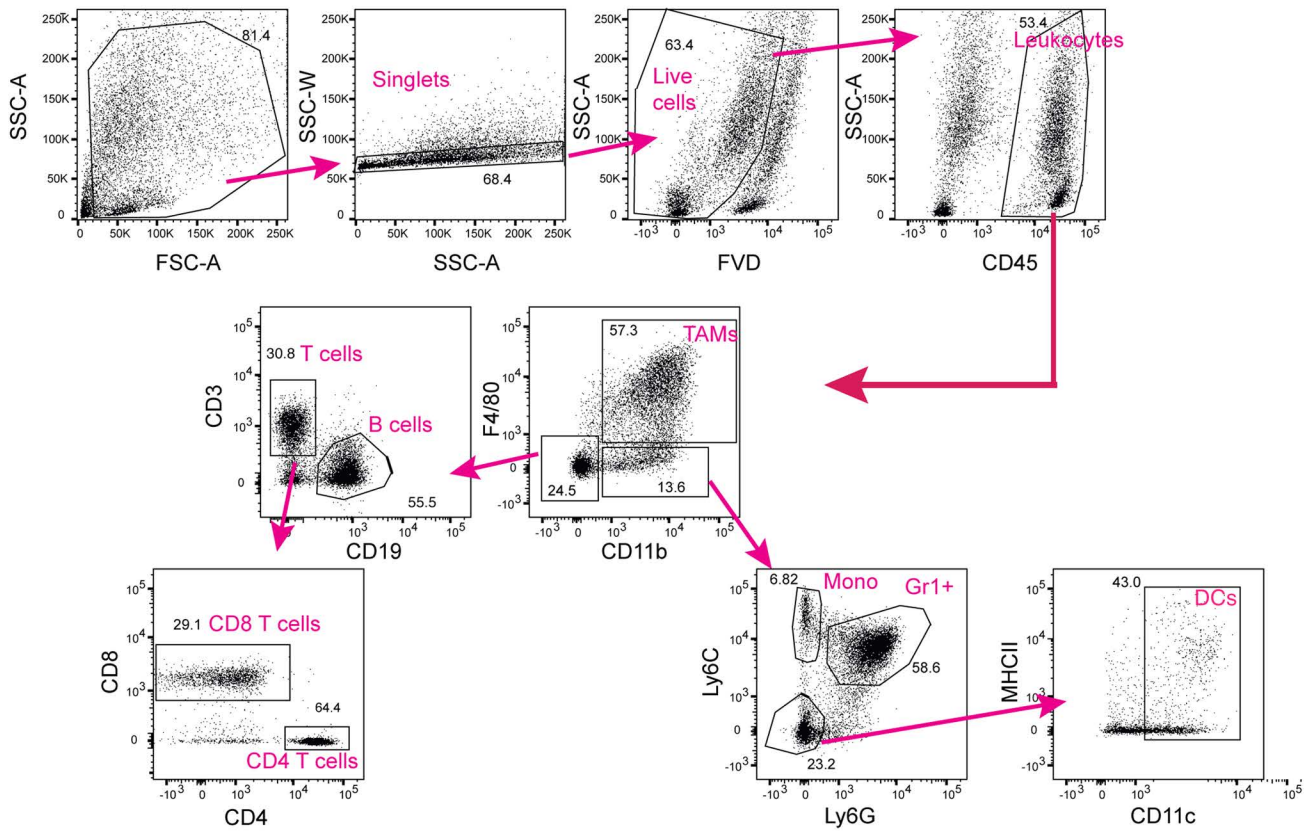 250K
200K
150K
100K
50K
0
SSC-A
81.4
0 50K 100K 150K 200K 250K
FSC-A
250K
200K
150K
100K
50K
0
SSC-W
Singlets
68.4
0 50K 100K 150K 200K 250K
SSC-A
250K
200K
150K
100K
50K
0
SSC-A
63.4
Live
cells
-10³ 0 10³ 10⁴ 10⁵
FVD
250K
200K
150K
100K
50K
0
SSC-A
53.4
Leukocytes
-10³ 0 10³ 10⁴ 10⁵
CD45
10⁵
10⁴
10³
0
CD3
30.8 T cells
B cells
55.5
0 10³ 10⁴ 10⁵
CD19
10⁵
10⁴
10³
0
-10³
F4/80
57.3 TAMs
24.5
13.6
-10³ 0 10³ 10⁴ 10⁵
CD11b
10⁵
10⁴
10³
0
CD8
29.1 CD8 T cells
64.4
CD4 T cells
-10³ 0 10³ 10⁴ 10⁵
CD4
10⁵
10⁴
10³
0
-10³
Ly6C
6.82 Mono Gr1+
58.6
23.2
-10³ 0 10³ 10⁴ 10⁵
Ly6G
10⁵
10⁴
10³
0
-10³
MHCII
43.0
DCs
-10³ 0 10³ 10⁴ 10⁵
CD11c